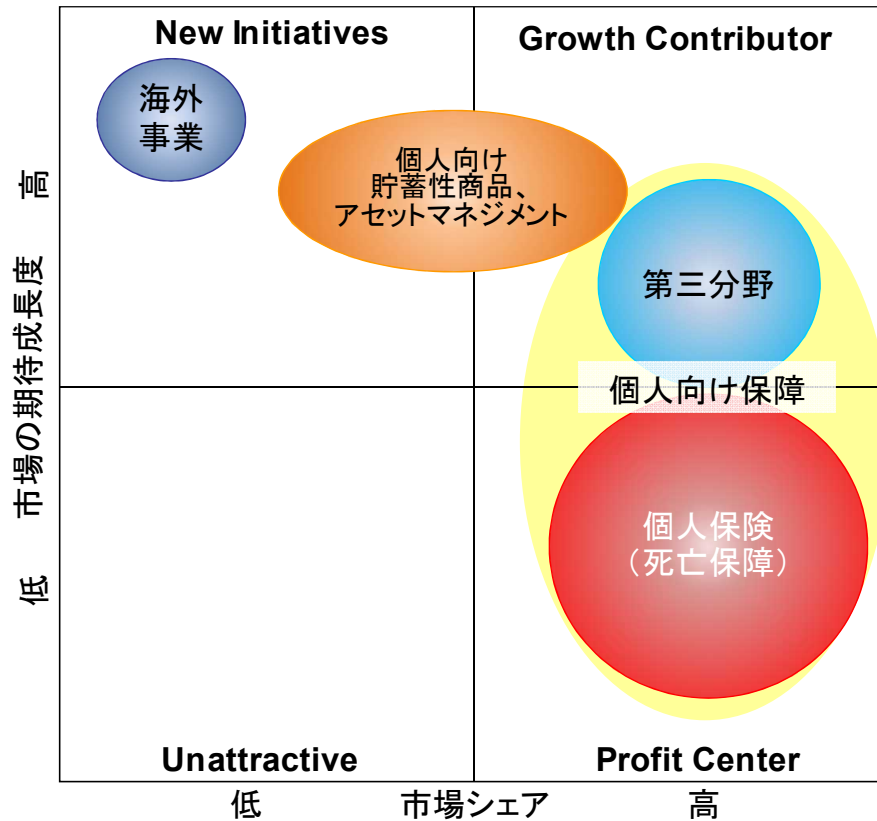 New Initiatives
Growth Contributor
海外
事業
個人向け
貯蓄性商品、
アセットマネジメント
第三分野
個人向け保障
個人保険
（死亡保障）
Unattractive
Profit Center
低 市場の期待成長度 高
低 市場シェア 高